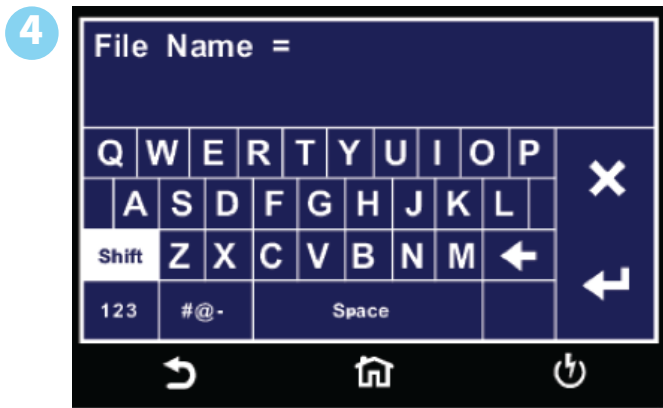 4
File Name =
Q W E R T Y U I O P
A S D F G H J K L
Shift Z X C V B N M
123 #@- Space